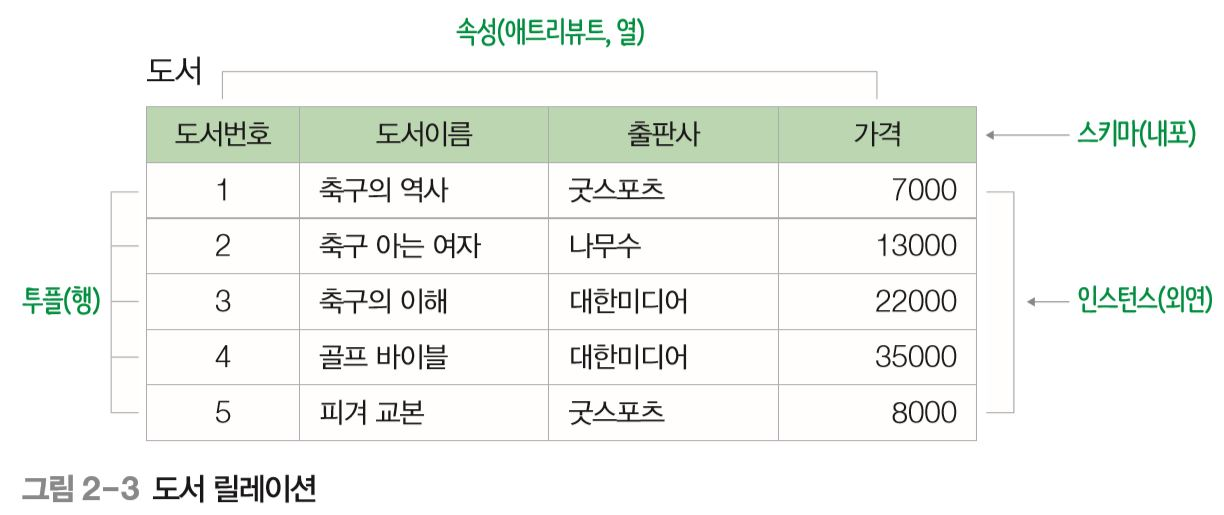 속성(애트리뷰트, 열)
도서
도서번호 도서이름 출판사 가격
스키마(내포)
1 축구의 역사 굿스포츠 7000
2 축구 아는 여자 나무수 13000
투플(행)
3 축구의 이해 대한미디어 22000
인스턴스(외연)
4 골프 바이블 대한미디어 35000
5 피겨 교본 굿스포츠 8000
그림 2-3 도서 릴레이션